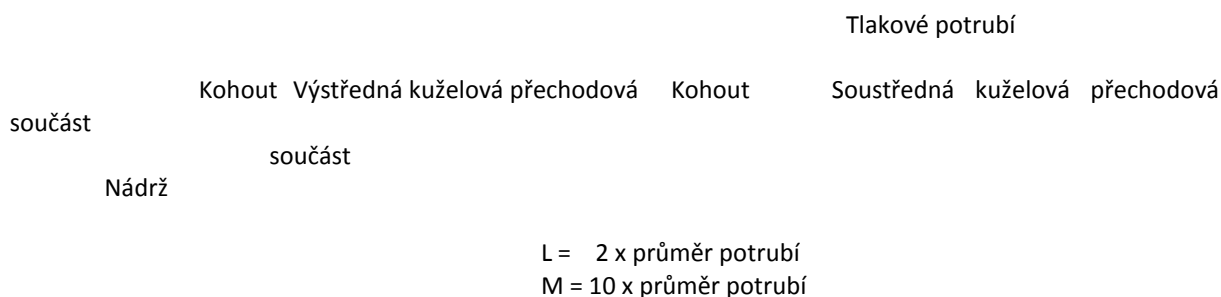 Tlakové potrubí
Kohout Výstředná kuželová přechodová Kohout Soustředná kuželová přechodová
součást
součást
Nádrž
L = 2 x průměr potrubí
M = 10 x průměr potrubí